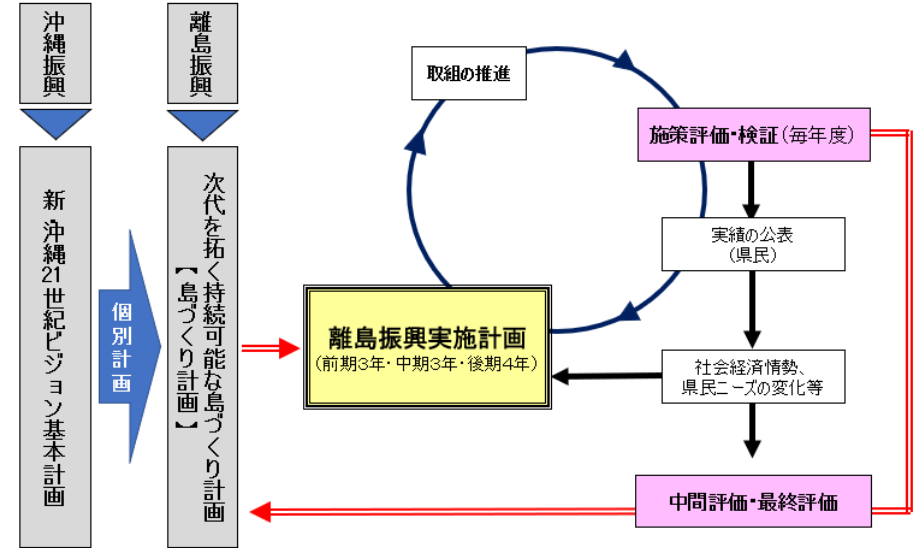 沖縄振興
離島振興
新・沖縄21世紀ビジョン基本計画
個別計画
次代を拓く持続可能な島づくり計画
【島づくり計画】
取組の推進
施策評価・検証(毎年度)
実績の公表
(県民)
離島振興実施計画
(前期3年・中期3年・後期4年)
社会経済情勢、
県民ニーズの変化等
中間評価・最終評価